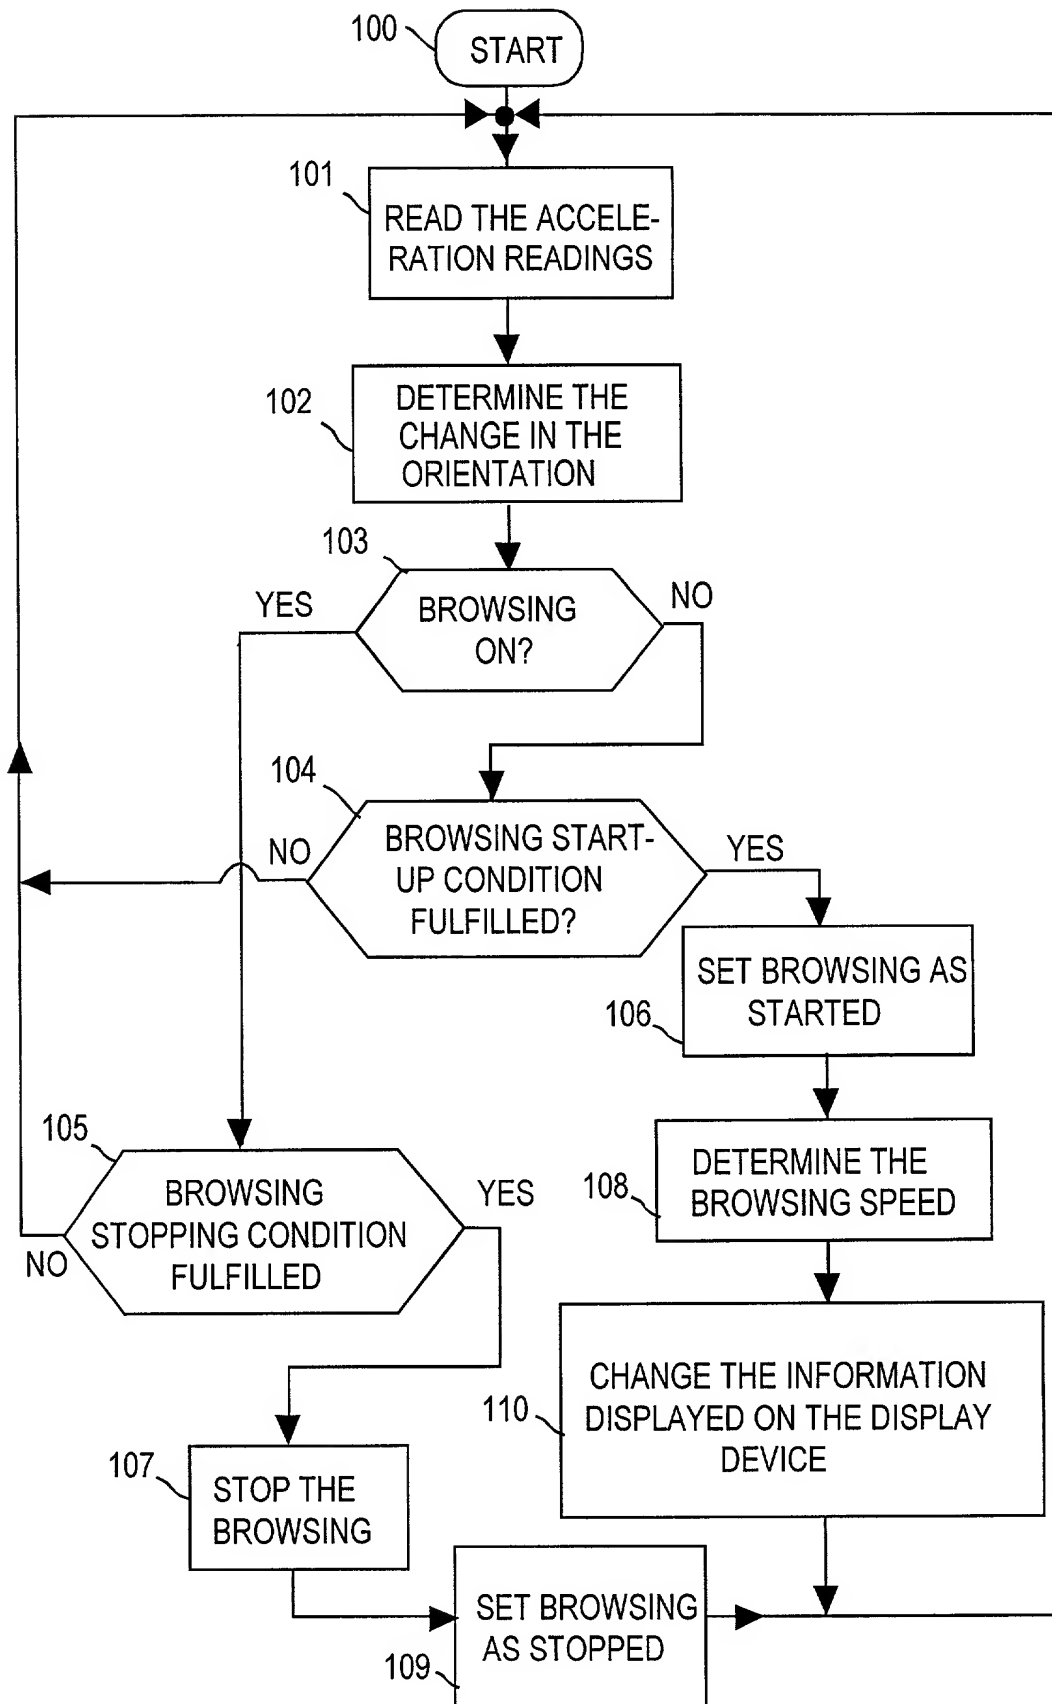 100
START
101
READ THE ACCELE-
RATION READINGS
102
DETERMINE THE
CHANGE IN THE
ORIENTATION
103
YES
BROWSING
ON?
NO
104
NO
BROWSING START-
UP CONDITION
FULFILLED?
YES
SET BROWSING AS
STARTED
106
105
BROWSING
STOPPING CONDITION
FULFILLED
YES
NO
DETERMINE THE
BROWSING SPEED
108
CHANGE THE INFORMATION
DISPLAYED ON THE DISPLAY
DEVICE
110
107
STOP THE
BROWSING
SET BROWSING
AS STOPPED
109